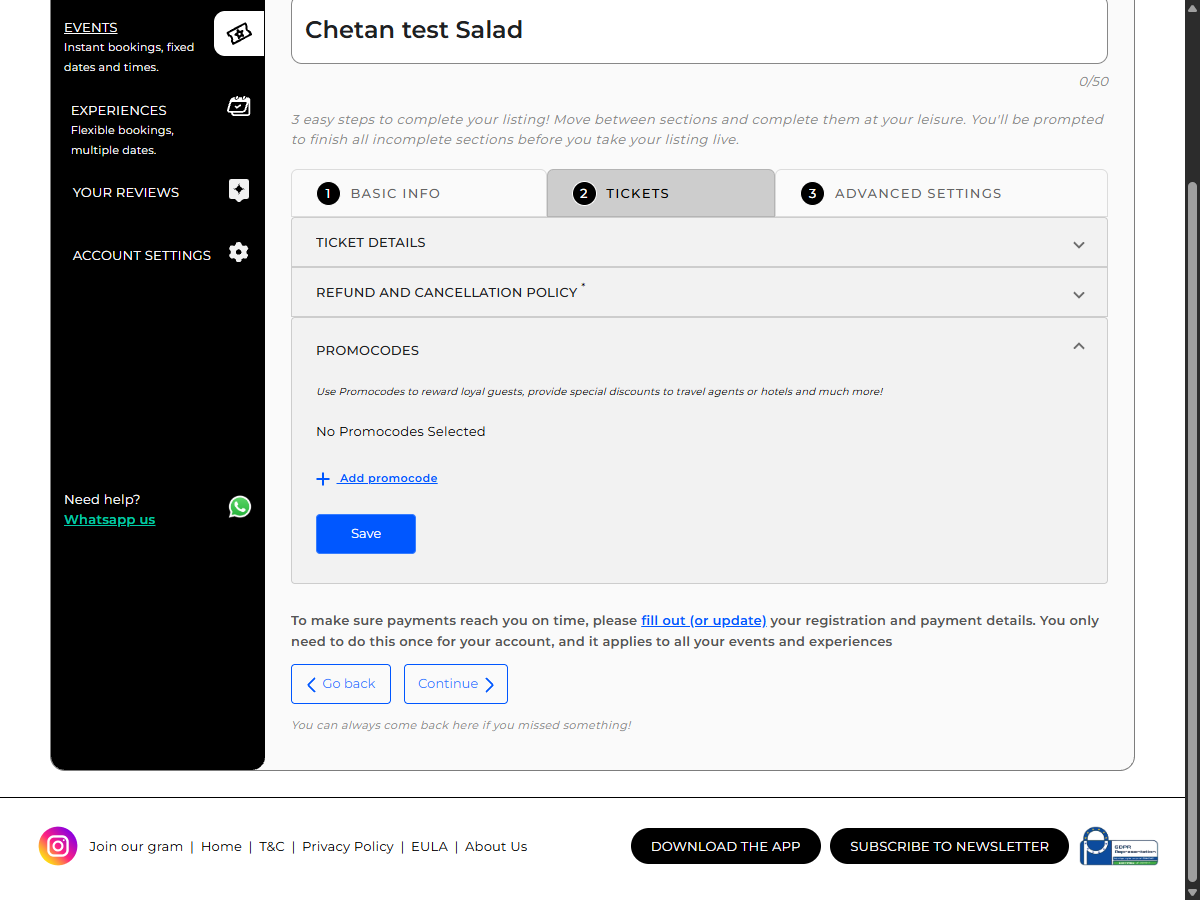 EVENTS
Instant bookings, fixed
dates and times.
EXPERIENCES
Flexible bookings,
multiple dates.
YOUR REVIEWS
ACCOUNT SETTINGS
Need help?
Whatsapp us
Chetan test Salad
0/50
3 easy steps to complete your listing! Move between sections and complete them at your leisure. You'll be prompted
to finish all incomplete sections before you take your listing live.
1 BASIC INFO
2 TICKETS
3 ADVANCED SETTINGS
TICKET DETAILS
REFUND AND CANCELLATION POLICY *
PROMOCODES
Use Promocodes to reward loyal guests, provide special discounts to travel agents or hotels and much more!
No Promocodes Selected
+ Add promocode
Save
To make sure payments reach you on time, please fill out (or update) your registration and payment details. You only
need to do this once for your account, and it applies to all your events and experiences
Go back
Continue
You can always come back here if you missed something!
Join our gram | Home | T&C | Privacy Policy | EULA | About Us
DOWNLOAD THE APP
SUBSCRIBE TO NEWSLETTER
GDPR
Representation